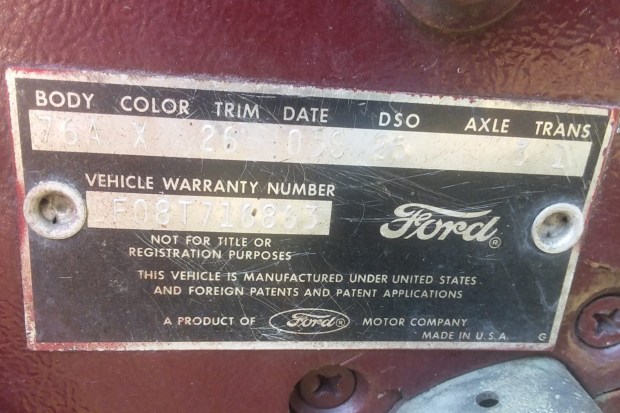 BODY COLOR TRIM DATE DSO AXLE TRANS
76A X 26 3 1
VEHICLE WARRANTY NUMBER
NOT FOR TITLE OR
REGISTRATION PURPOSES
Ford ®
THIS VEHICLE IS MANUFACTURED UNDER UNITED STATES
AND FOREIGN PATENTS AND PATENT APPLICATIONS
A PRODUCT OF Ford ® MOTOR COMPANY
MADE IN U.S.A. G